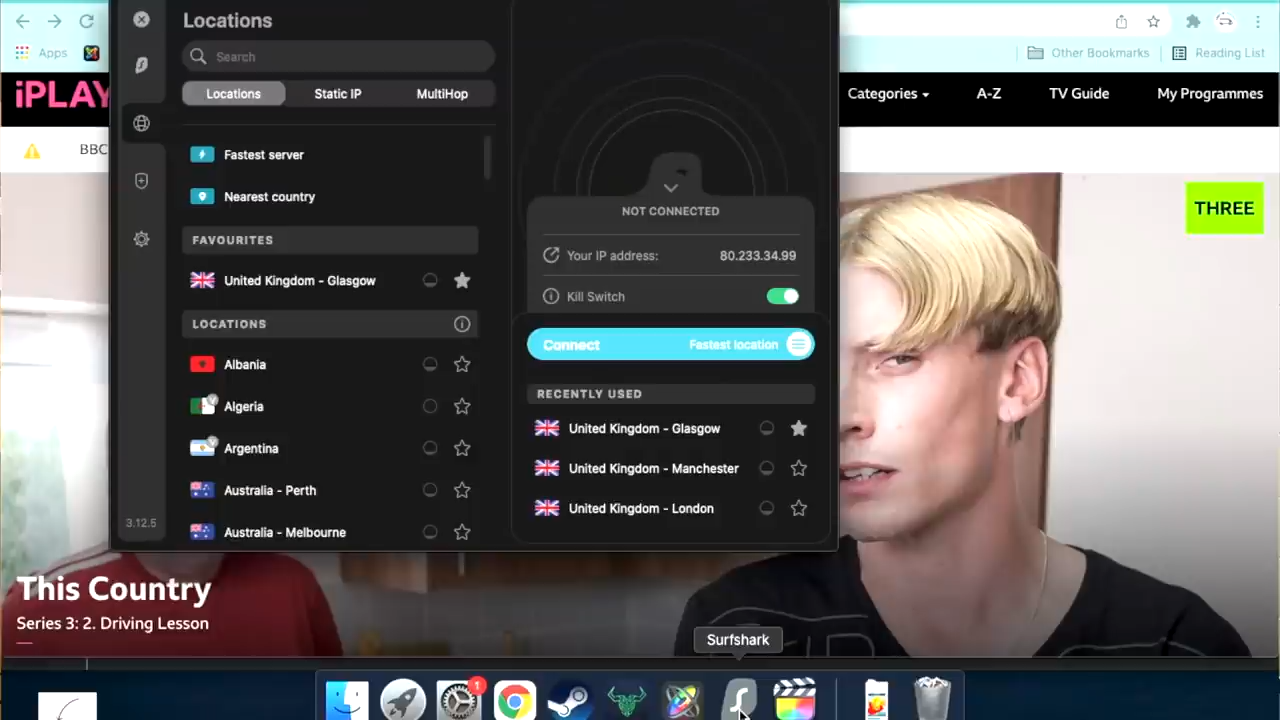 Locations
Search
Locations Static IP MultiHop
Fastest server
Nearest country
FAVOURITES
United Kingdom - Glasgow
LOCATIONS
Albania
Algeria
Argentina
Australia - Perth
Australia - Melbourne
3.12.5
NOT CONNECTED
Your IP address: 80.233.34.99
Kill Switch
Connect Fastest location
RECENTLY USED
United Kingdom - Glasgow
United Kingdom - Manchester
United Kingdom - London
Apps
Other Bookmarks Reading List
iPLAY
Categories A-Z TV Guide My Programmes
BBC
THREE
This Country
Series 3: 2. Driving Lesson
Surfshark
1